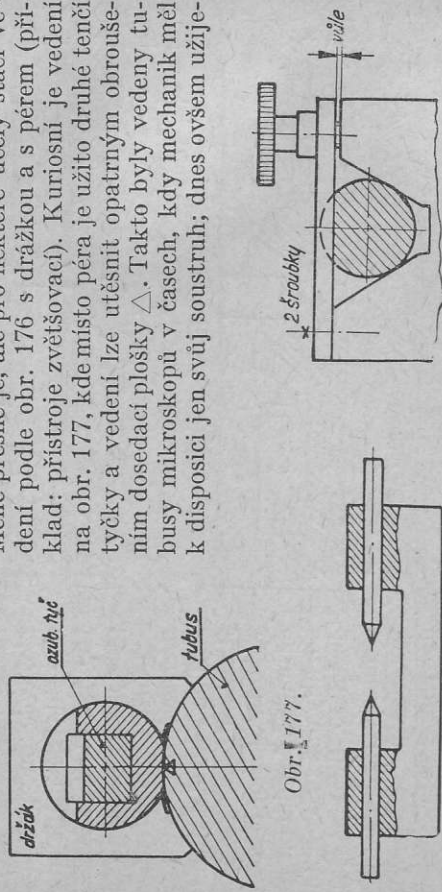 dení podle obr. 176 s drážkou a s pérem (pří-
klad: přístroje zvětšovací). Kuriosní je vedení
na obr. 177, kde místo péra je užito druhé tenčí
tyčky a vedení lze utěsnit opatrným obrouše-
ním dosedací plošky △. Takto byly vedeny tu-
busy mikroskopů v časech, kdy mechanik měl
k disposici jen svůj soustruh; dnes ovšem užije-
držák
ozub. tyč
tubus
Obr. 177.
2 šroubky
vůle